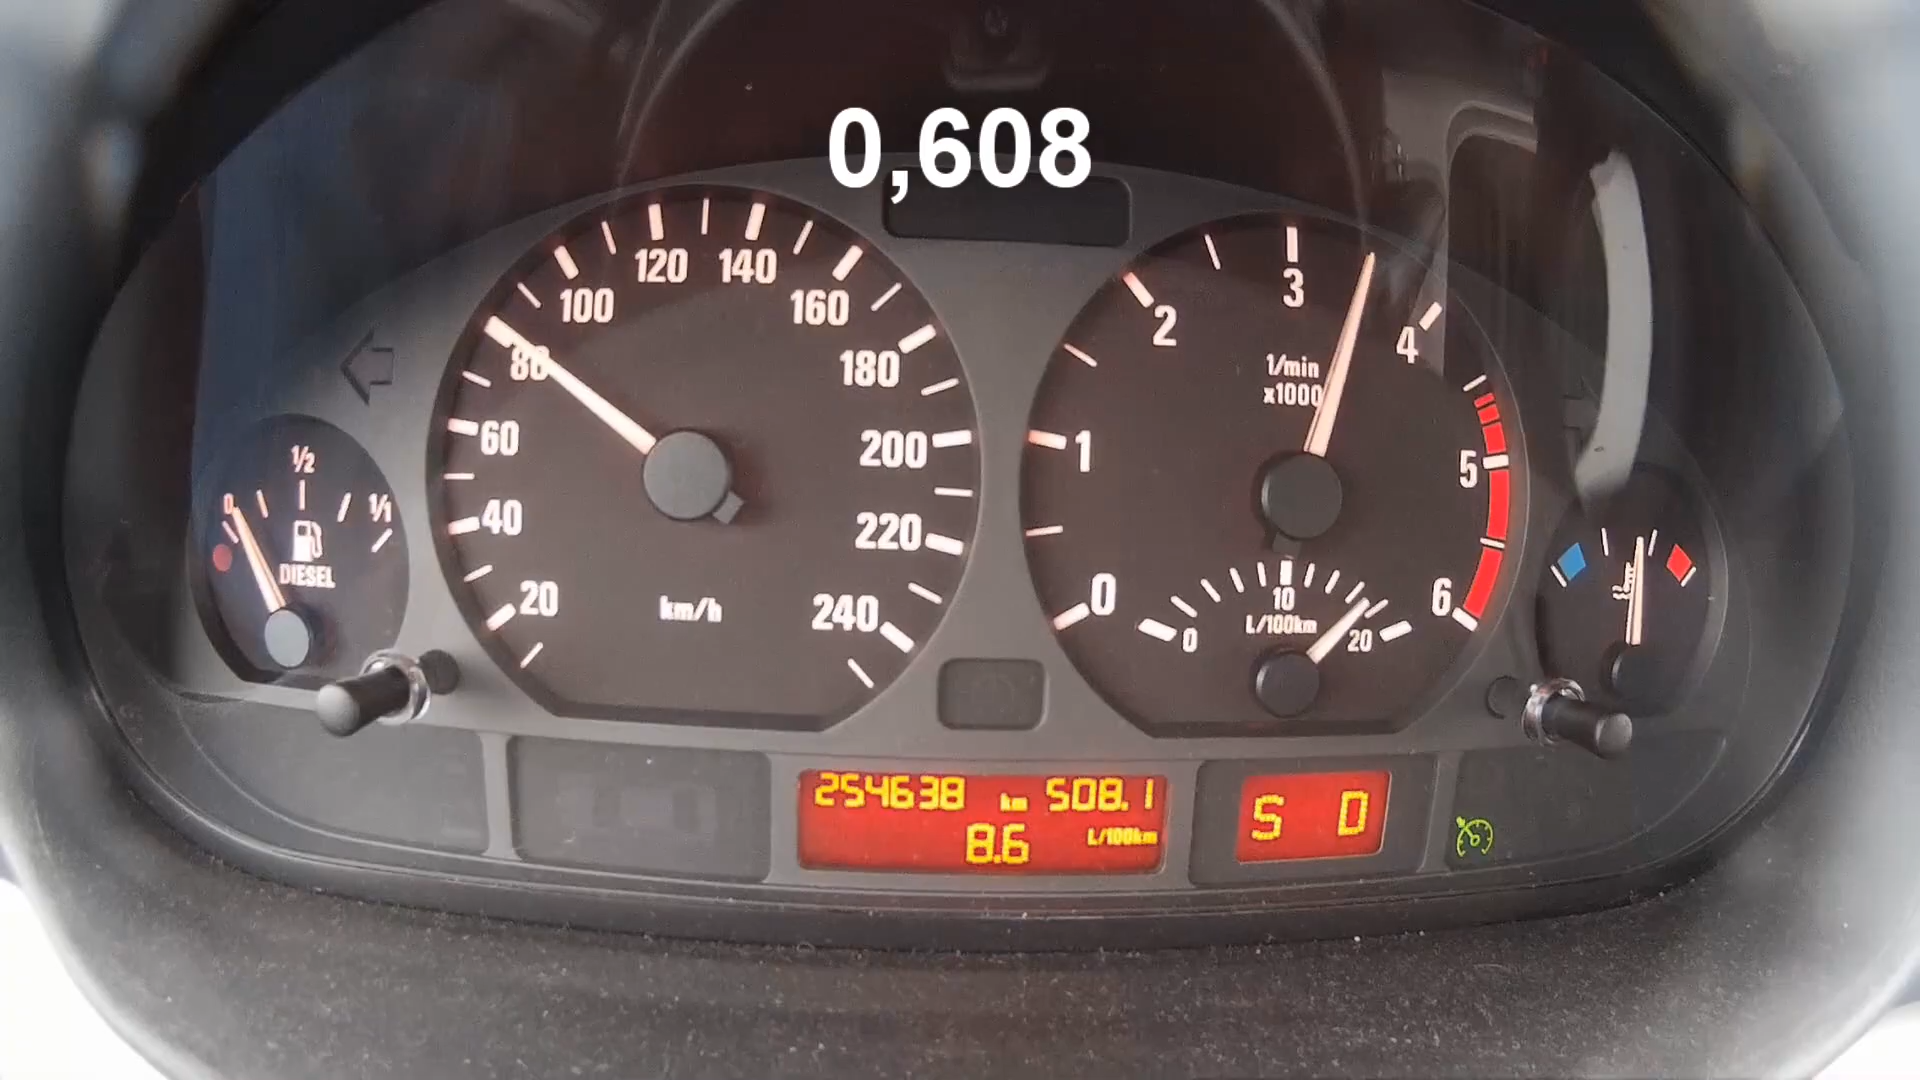 0,608
120 140
100 160
80 180
60 200
40 220
20 240
km/h
0 1/2 1/1
DIESEL
3
2 4
1/min
x1000
1 5
0 6
10
L/100km
0 20
254638 km 508.1
8.6 L/100km
S D